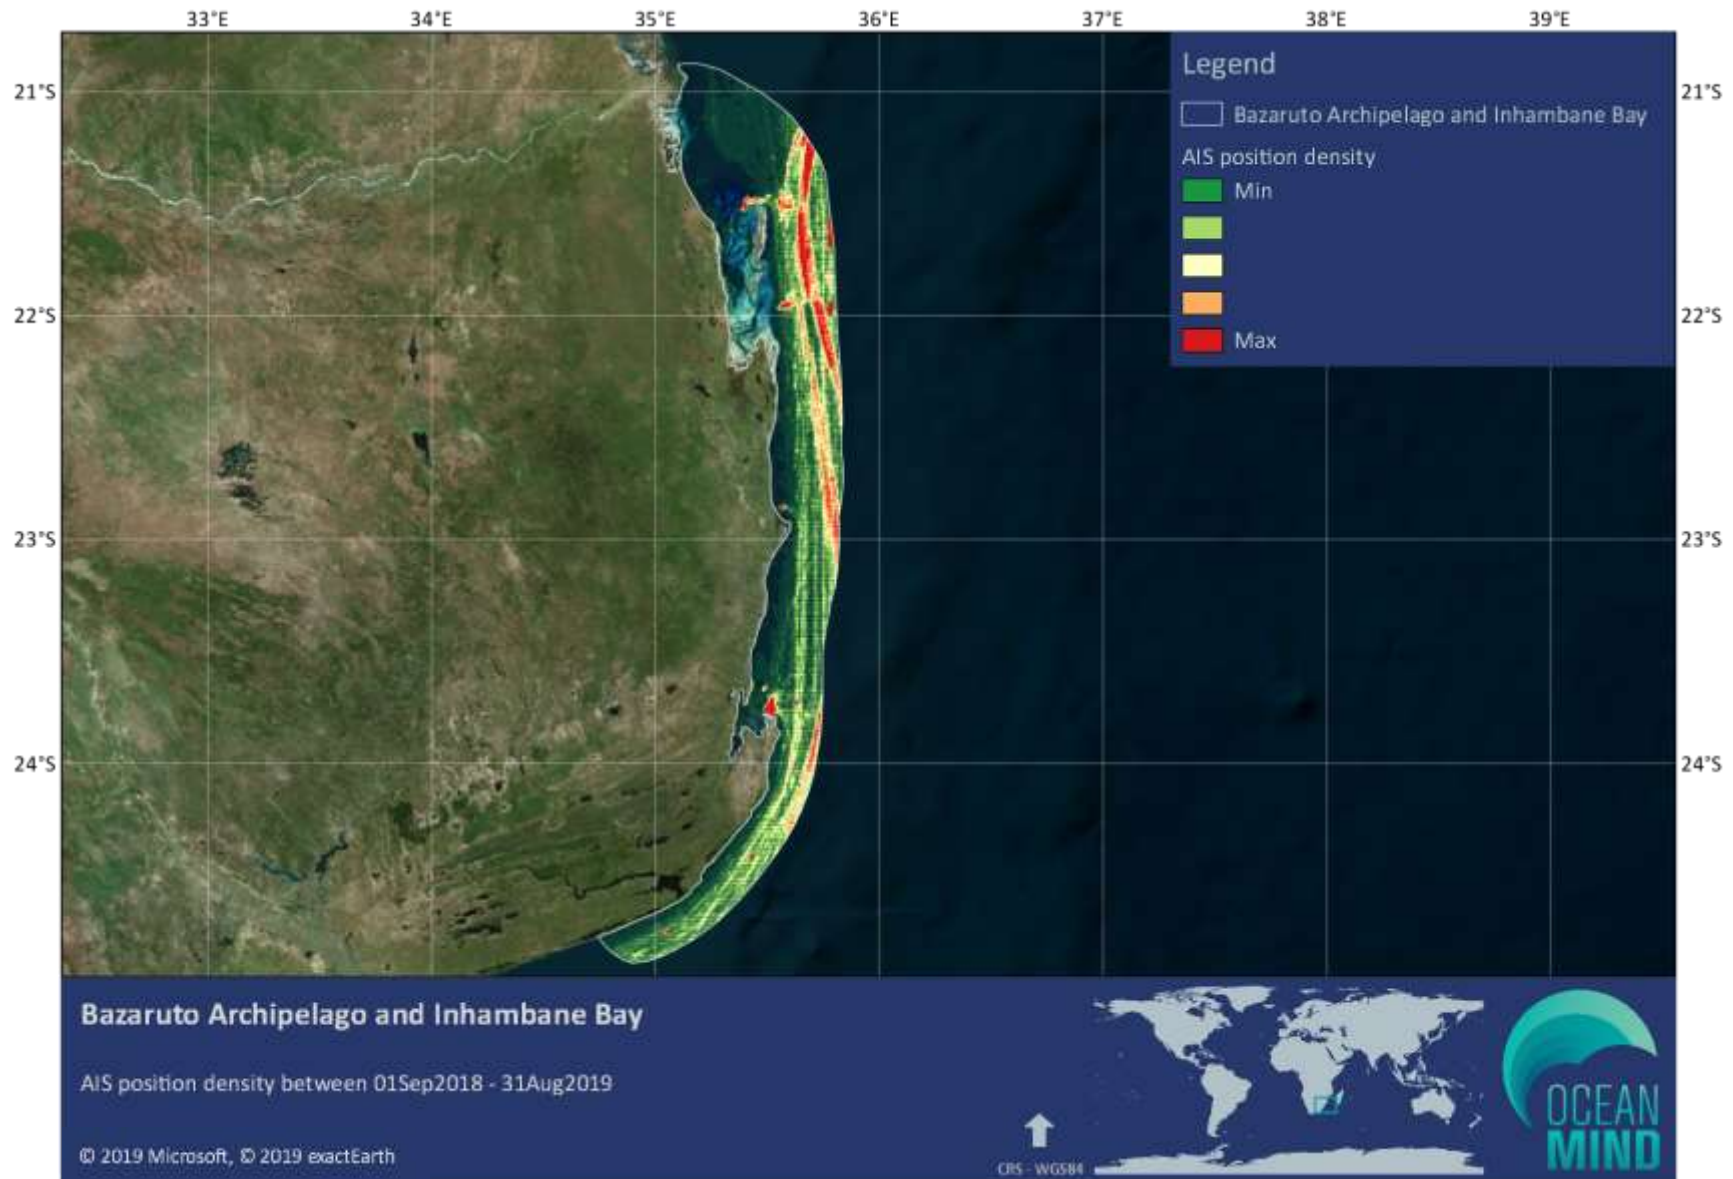 33°E 34°E 35°E 36°E 37°E 38°E 39°E
Legend
21°S 21°S
Bazaruto Archipelago and Inhambane Bay
AIS position density
Min
22°S 22°S
Max
23°S 23°S
24°S 24°S
Bazaruto Archipelago and Inhambane Bay
AIS position density between 01Sep2018 - 31Aug2019
© 2019 Microsoft, © 2019 exactEarth
CRS - WGS84
OCEAN
MIND